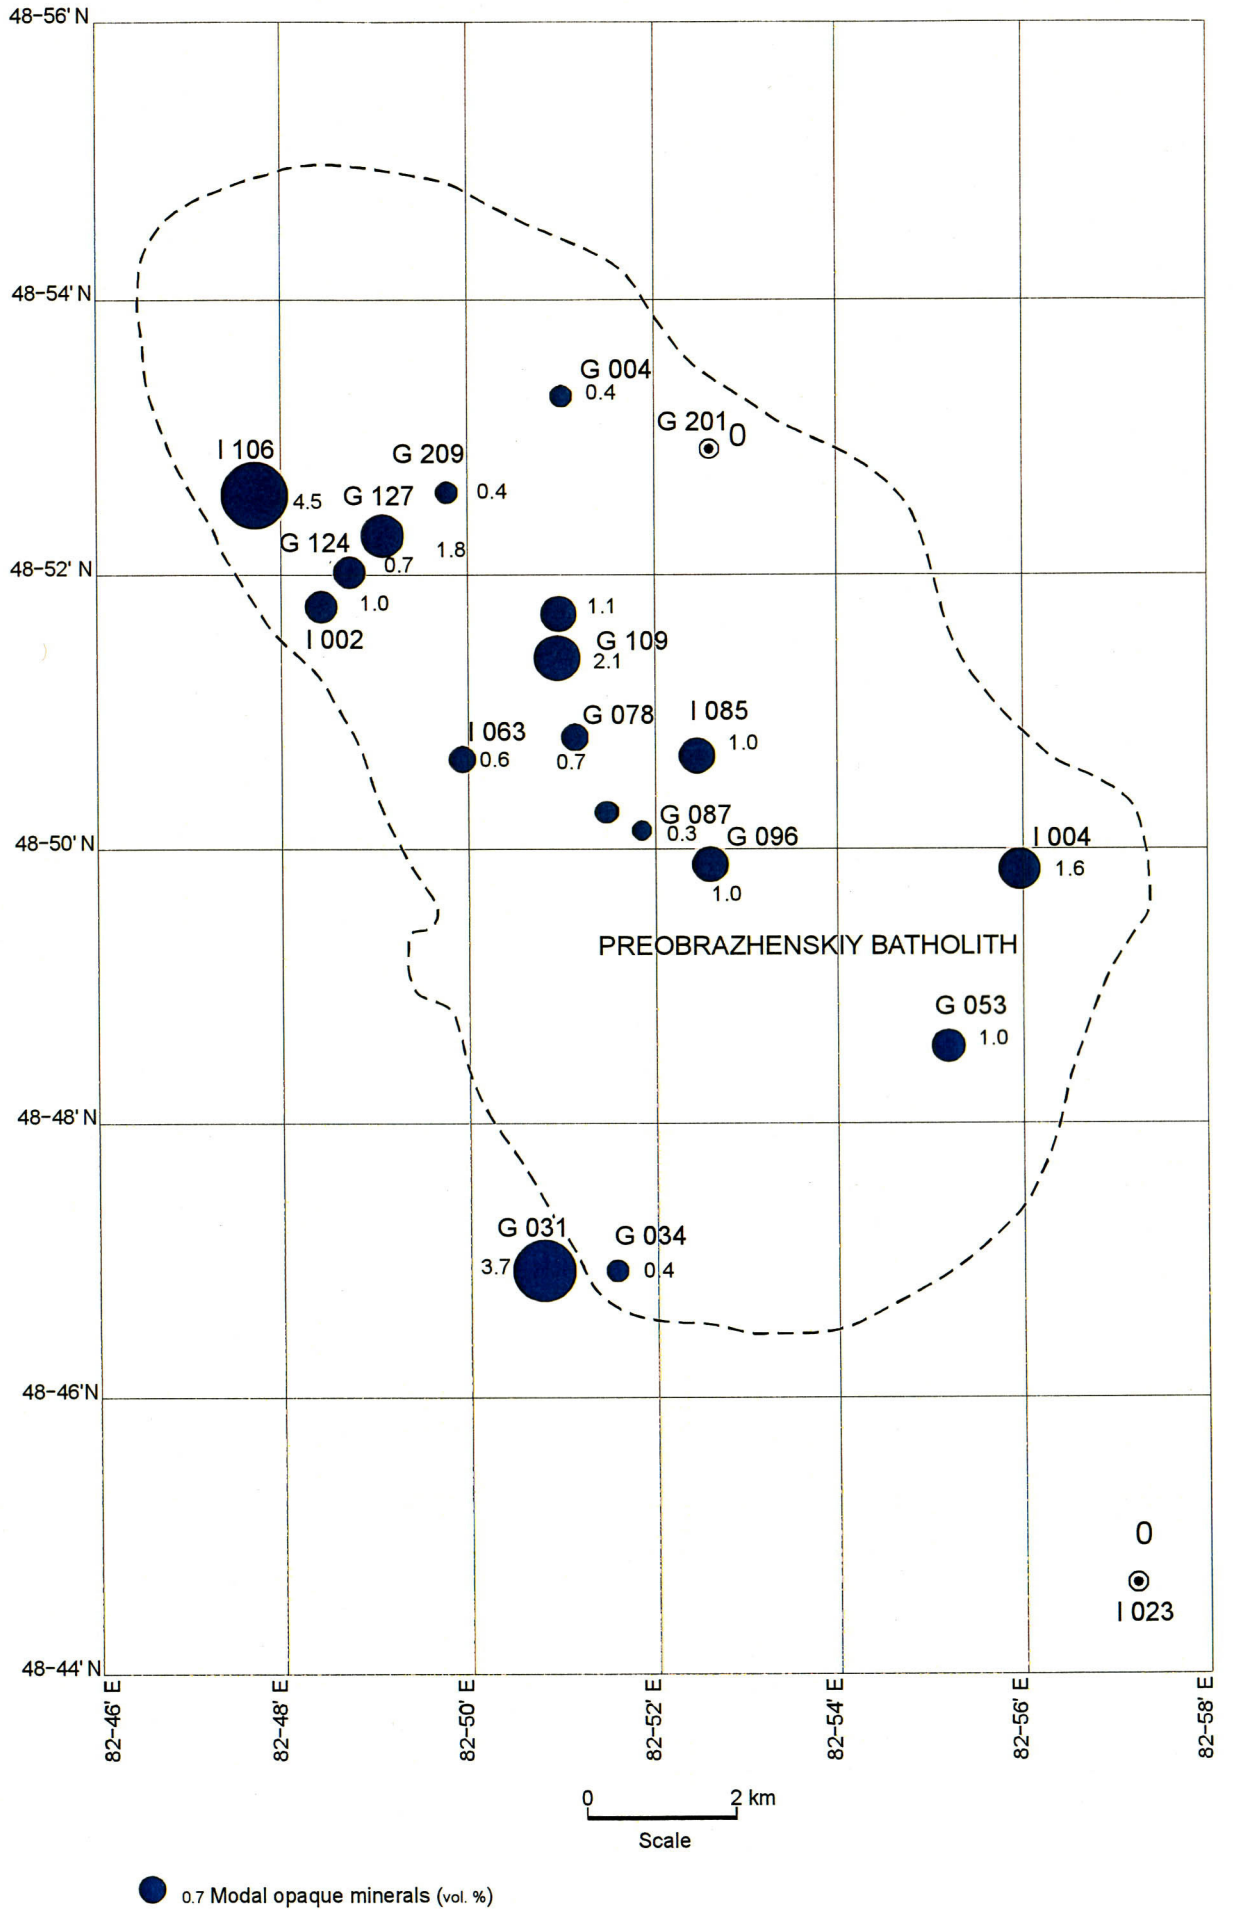 48-56' N
48-54' N
G 004
0.4
G 201
0
I 106
4.5
G 209
0.4
G 127
1.8
G 124
0.7
48-52' N
1.0
I 002
1.1
G 109
2.1
G 078
0.7
I 085
1.0
I 063
0.6
G 087
0.3
G 096
1.0
48-50' N
I 004
1.6
PREOBRAZHENSKIY BATHOLITH
G 053
1.0
48-48' N
G 031
3.7
G 034
0.4
48-46'N
0
I 023
48-44' N
82-46' E
82-48' E
82-50' E
82-52' E
82-54' E
82-56' E
82-58' E
0 2 km
Scale
0.7 Modal opaque minerals (vol. %)